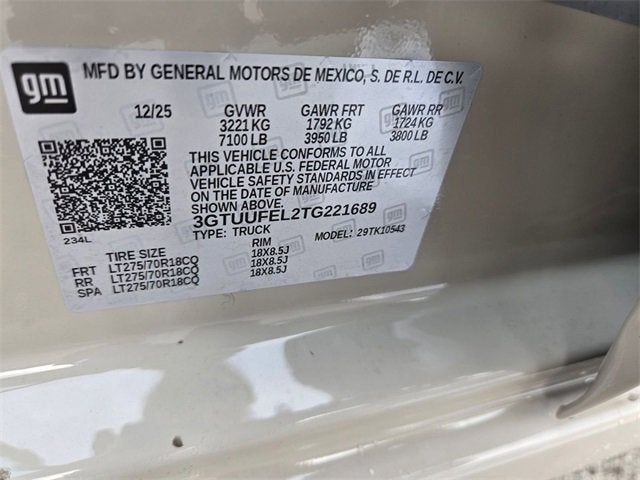 gm
MFD BY GENERAL MOTORS DE MEXICO, S. DE R.L. DE C.V.
12/25 GVWR GAWR FRT GAWR RR
3221 KG 1792 KG 1724 KG
7100 LB 3950 LB 3800 LB
THIS VEHICLE CONFORMS TO ALL
APPLICABLE U.S. FEDERAL MOTOR
VEHICLE SAFETY STANDARDS IN EFFECT
ON THE DATE OF MANUFACTURE
SHOWN ABOVE.
3GTUUFEL2TG221689
234L TYPE: TRUCK MODEL: 29TK10543
TIRE SIZE RIM
FRT LT275/70R18CQ 18X8.5J
RR LT275/70R18CQ 18X8.5J
SPA LT275/70R18CQ 18X8.5J